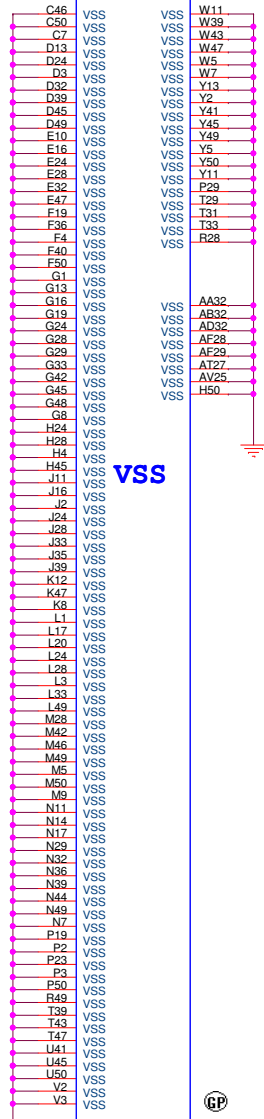 C46 VSS VSS W11
C50 VSS VSS W39
C7 VSS VSS W43
D13 VSS VSS W47
D24 VSS VSS W5
D3 VSS VSS W7
D32 VSS VSS Y13
D39 VSS VSS Y2
D45 VSS VSS Y41
D49 VSS VSS Y45
E10 VSS VSS Y49
E16 VSS VSS Y5
E24 VSS VSS Y50
E28 VSS VSS Y11
E32 VSS VSS P29
E47 VSS VSS T29
F19 VSS VSS T31
F36 VSS VSS T33
F4 VSS VSS R28
F40 VSS
F50 VSS
G1 VSS
G13 VSS
G16 VSS VSS AA32
G19 VSS VSS AB32
G24 VSS VSS AD32
G28 VSS VSS AF28
G29 VSS VSS AF29
G33 VSS VSS AT27
G42 VSS VSS AV25
G45 VSS VSS H50
G48 VSS
G8 VSS
H24 VSS
H28 VSS
H4 VSS
H45 VSS
VSS
J11 VSS
J16 VSS
J2 VSS
J24 VSS
J28 VSS
J33 VSS
J35 VSS
J39 VSS
K12 VSS
K47 VSS
K8 VSS
L1 VSS
L17 VSS
L20 VSS
L24 VSS
L28 VSS
L3 VSS
L33 VSS
L49 VSS
M28 VSS
M42 VSS
M46 VSS
M49 VSS
M5 VSS
M50 VSS
M9 VSS
N11 VSS
N14 VSS
N17 VSS
N29 VSS
N32 VSS
N36 VSS
N39 VSS
N44 VSS
N49 VSS
N7 VSS
P19 VSS
P2 VSS
P23 VSS
P3 VSS
P50 VSS
R49 VSS
T39 VSS
T43 VSS
T47 VSS
U41 VSS
U45 VSS
U50 VSS
V2 VSS
V3 VSS
GP